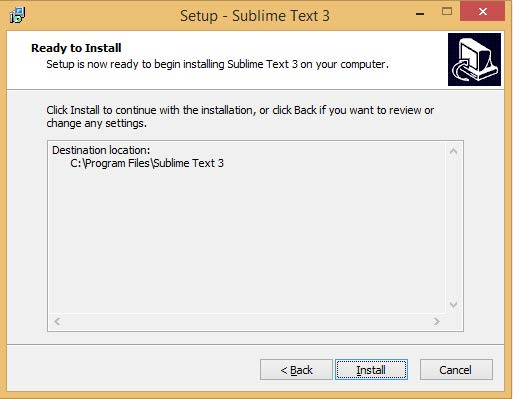 Setup - Sublime Text 3
Ready to Install
Setup is now ready to begin installing Sublime Text 3 on your computer.
Click Install to continue with the installation, or click Back if you want to review or
change any settings.
Destination location:
C:\Program Files\Sublime Text 3
< Back
Install
Cancel